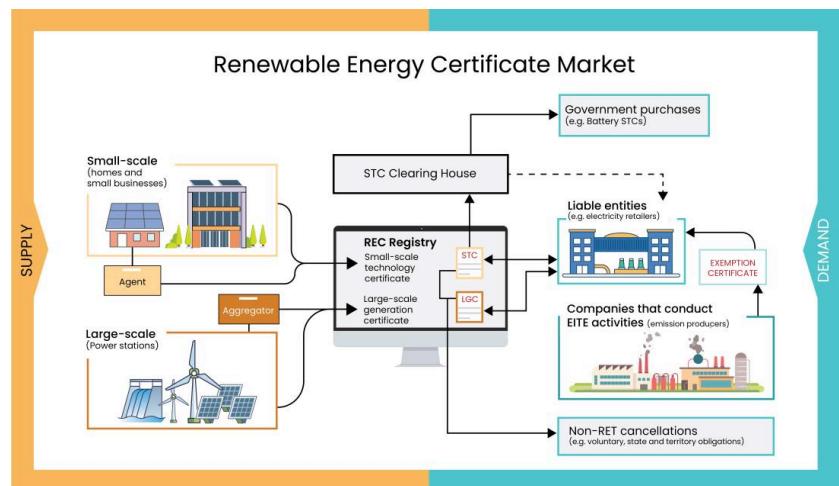 Renewable Energy Certificate Market
SUPPLY
DEMAND
Government purchases
(e.g. Battery STCs)
STC Clearing House
Small-scale
(homes and
small businesses)
Agent
Liable entities
(e.g. electricity retailers)
REC Registry
Small-scale
technology
certificate
STC
Large-scale
generation
certificate
LGC
EXEMPTION
CERTIFICATE
Aggregator
Large-scale
(Power stations)
Companies that conduct
EITE activities (emission producers)
Non-RET cancellations
(e.g. voluntary, state and territory obligations)